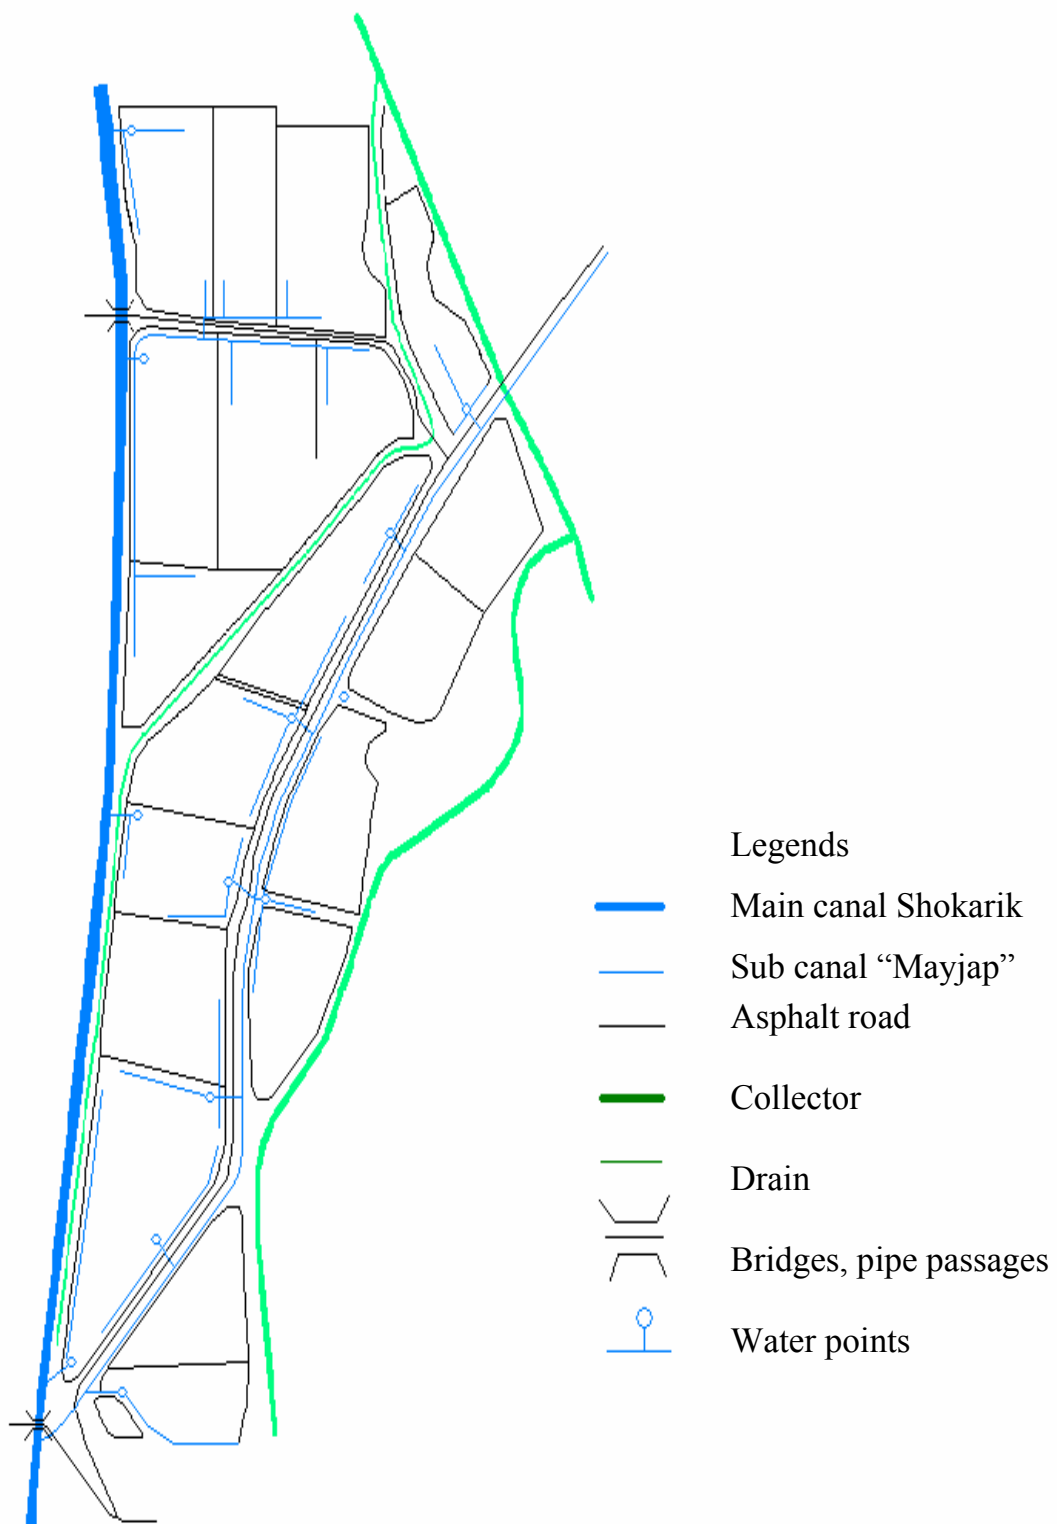 Legends
Main canal Shokarik
Sub canal “Mayjap”
Asphalt road
Collector
Drain
Bridges, pipe passages
Water points